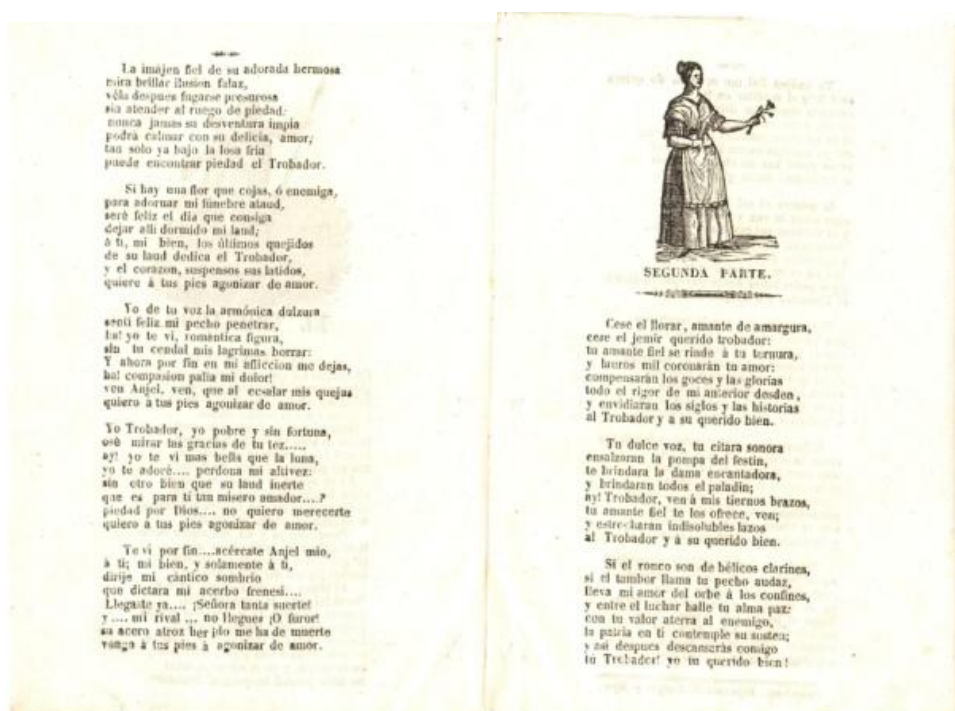 La imájen fiel de su adorada hermosa
mira brillar ilusion falaz,
véla despues fugarse presurosa
sin atender al ruego de piedad:
nunca jamas su desventura impia
podrá calmar con su delicia, amor;
tan solo ya bajo la losa fria
puede encontrar piedad el Trobador.
Si hay una flor que cojas, ó enemiga,
para adornar mi fúnebre ataud,
seré feliz el dia que consiga
dejar alli dormido mi laud;
á ti, mi bien, los últimos quejidos
de su laud dedica el Trobador,
y el corazon, suspensos sus latidos,
quiere á tus pies agonizar de amor.
Yo de tu voz la armónica dulzura
senti feliz mi pecho penetrar,
ha! yo te vi, romántica figura,
sin tu cendal mis lagrimas borrar:
Y ahora por fin en mi afliccion me dejas,
ha! compasion palia mi dolor!
ven Anjel, ven, que al ecsalar mis quejas
quiero á tus pies agonizar de amor.
Yo Trobador, yo pobre y sin fortuna,
osé mirar las gracias de tu tez.....
ay! yo te vi mas bella que la luna,
yo te adoré.... perdona mi altivez:
sin otro bien que su laud inerte
que es para ti tan misero amador....?
piedad por Dios.... no quiero merecerte
quiero á tus pies agonizar de amor.
Te vi por fin....acércate Anjel mio,
á ti; mi bien, y solamente á ti,
dirije mi cántico sombrio
que dictara mi acerbo frenesi....
Llegaste ya.... ¡Señora tanta suerte!
y .... mi rival ... no llegues ¡O furor!
su acero atroz herido me ha de muerte
vengo á tus pies á agonizar de amor.
SEGUNDA PARTE.
Cese el llorar, amante de amargura,
cese el jemir querido trobador:
tu amante fiel se rinde á tu ternura,
y lauros mil coronarán tu amor:
compensarán los goces y las glorias
todo el rigor de mi anterior desden,
y envidiaran los siglos y las historias
al Trobador y a su querido bien.
Tu dulce voz, tu citara sonora
ensalzaran la pompa del festin,
te brindara la dama encantadora,
y brindaran todos el paladin;
ay! Trobador, ven á mis tiernos brazos,
tu amante fiel te los ofrece, ven;
y estrecharan indisolubles lazos
al Trobador y á su querido bien.
Si el ronco son de bélicos clarines,
si el tambor llama tu pecho audaz,
lleva mi amor del orbe á los confines,
y entre el luchar halle tu alma paz:
con tu valor aterra al enemigo,
la patria en ti contemple su sosten;
y asi despues descansarás consigo
tu Trobador! yo tu querido bien!